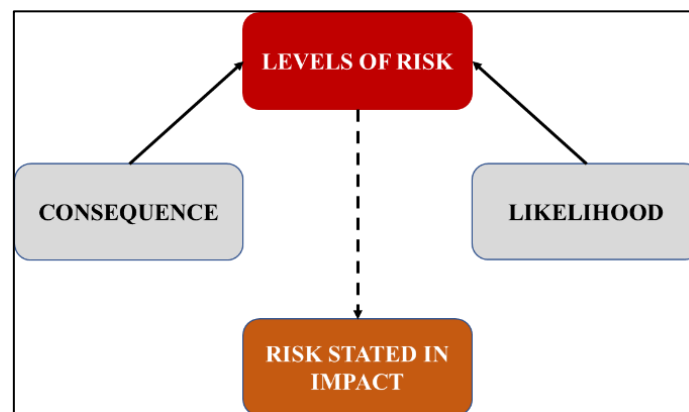 LEVELS OF RISK
CONSEQUENCE
LIKELIHOOD
RISK STATED IN
IMPACT